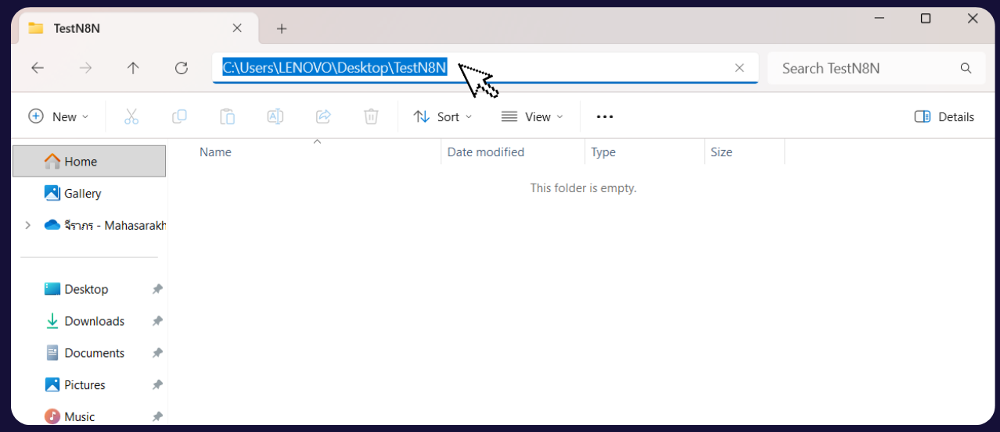 TestN8N
C:\Users\LENOVO\Desktop\TestN8N
Search TestN8N
New
Sort
View
Details
Name
Date modified
Type
Size
This folder is empty.
Home
Gallery
จีราภร - Mahasarakh
Desktop
Downloads
Documents
Pictures
Music